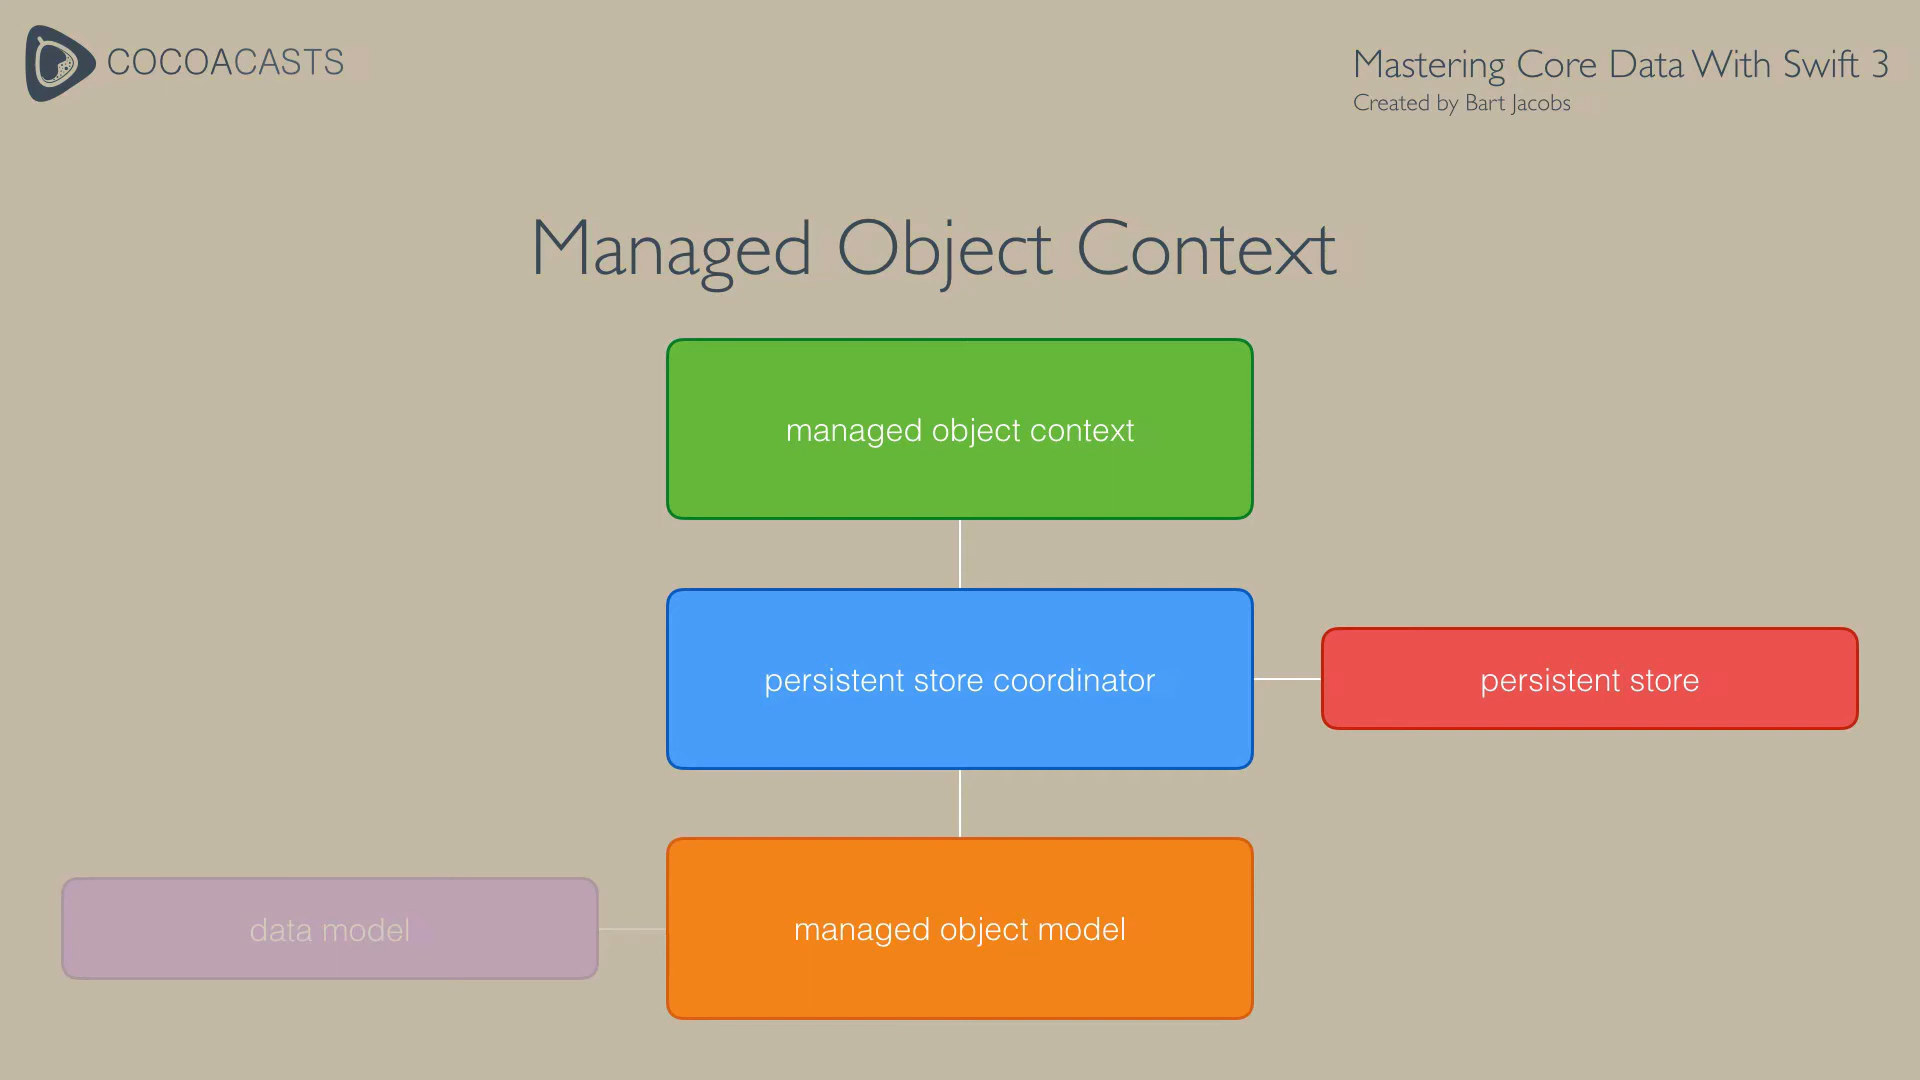 COCOACASTS
Mastering Core Data With Swift 3
Created by Bart Jacobs
Managed Object Context
managed object context
persistent store coordinator
persistent store
data model
managed object model